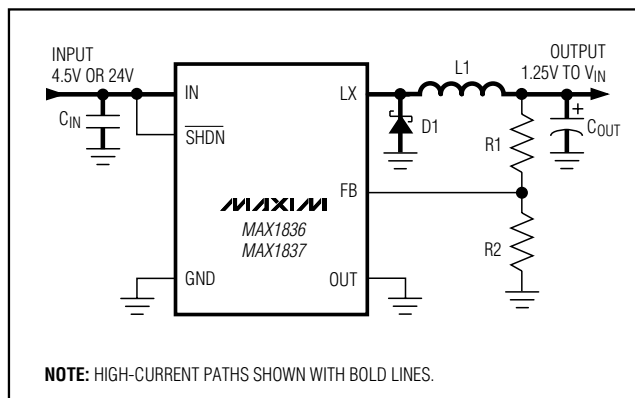 INPUT
4.5V OR 24V
OUTPUT
1.25V TO VIN
L1
IN
LX
CIN
SHDN
D1
R1
COUT
+
FB
MAXIM
MAX1836
MAX1837
R2
GND
OUT
NOTE: HIGH-CURRENT PATHS SHOWN WITH BOLD LINES.